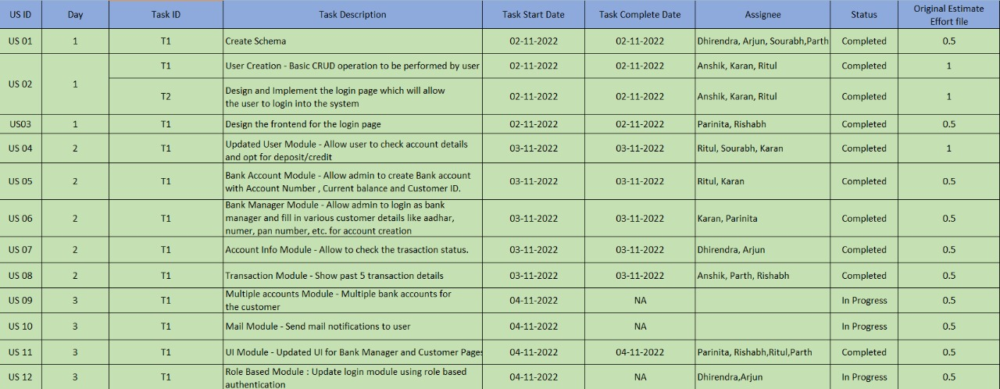 US ID Day Task ID Task Description Task Start Date Task Complete Date Assignee Status Original Estimate
Effort file
US 01 1 T1 Create Schema 02-11-2022 02-11-2022 Dhirendra, Arjun, Sourabh,Parth Completed 0.5
US 02 1 T1 User Creation - Basic CRUD operation to be performed by user 02-11-2022 02-11-2022 Anshik, Karan, Ritul Completed 1
T2 Design and Implement the login page which will allow
the user to login into the system 02-11-2022 02-11-2022 Anshik, Karan, Ritul Completed 1
US03 1 T1 Design the frontend for the login page 02-11-2022 02-11-2022 Parinita, Rishabh Completed 0.5
US 04 2 T1 Updated User Module - Allow user to check account details
and opt for deposit/credit 03-11-2022 03-11-2022 Ritul, Sourabh, Karan Completed 1
US 05 2 T1 Bank Account Module - Allow admin to create Bank account
with Account Number , Current balance and Customer ID. 03-11-2022 03-11-2022 Ritul, Karan Completed 0.5
US 06 2 T1 Bank Manager Module - Allow admin to login as bank
manager and fill in various customer details like aadhar,
numer, pan number, etc. for account creation 03-11-2022 03-11-2022 Karan, Parinita Completed 0.5
US 07 2 T1 Account Info Module - Allow to check the trasaction status. 03-11-2022 03-11-2022 Dhirendra, Arjun Completed 0.5
US 08 2 T1 Transaction Module - Show past 5 transaction details 03-11-2022 03-11-2022 Anshik, Parth, Rishabh Completed 0.5
US 09 3 T1 Multiple accounts Module - Multiple bank accounts for
the customer 04-11-2022 NA In Progress 0.5
US 10 3 T1 Mail Module - Send mail notifications to user 04-11-2022 NA In Progress 0.5
US 11 3 T1 UI Module - Updated UI for Bank Manager and Customer Pages 04-11-2022 04-11-2022 Parinita, Rishabh,Ritul,Parth Completed 0.5
US 12 3 T1 Role Based Module : Update login module using role based
authentication 04-11-2022 NA Dhirendra,Arjun In Progress 0.5